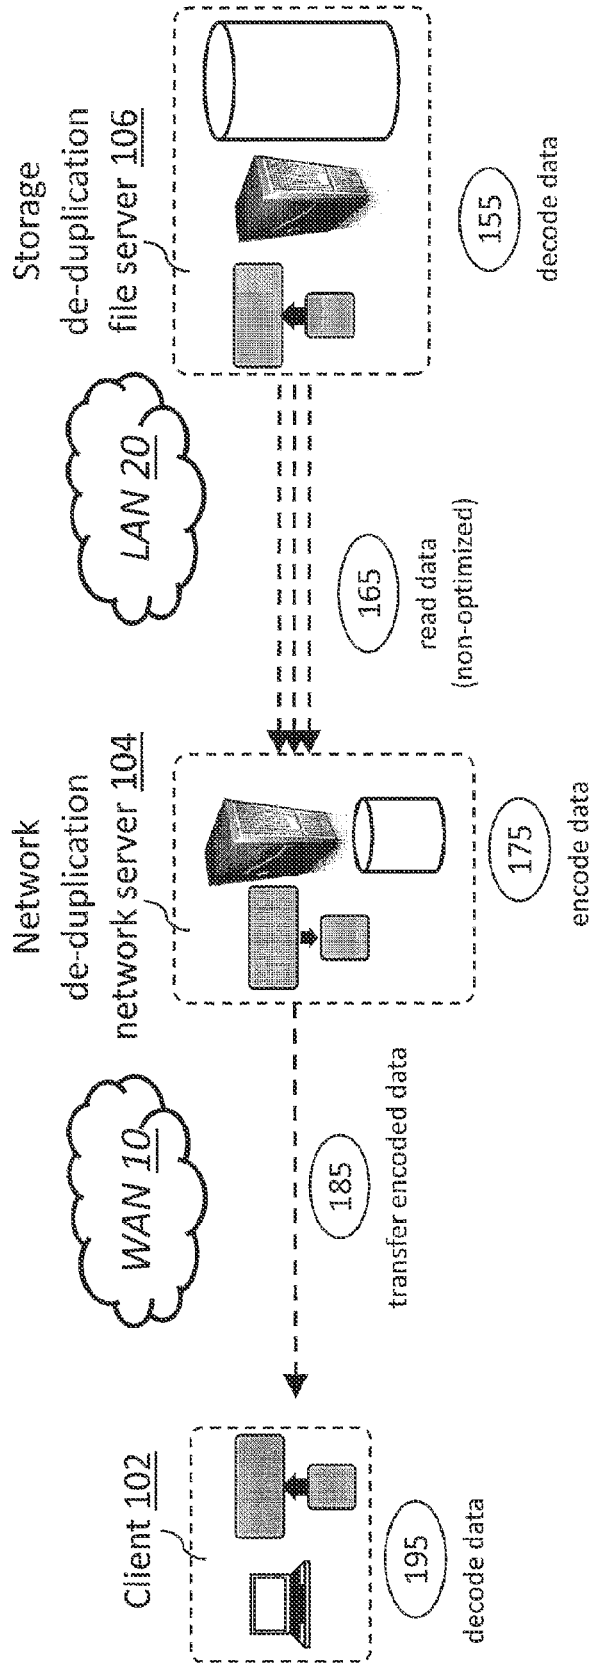 Client 102
195
decode data
WAN 10
185
transfer encoded data
Network
de-duplication
network server 104
175
encode data
LAN 20
165
read data
(non-optimized)
Storage
de-duplication
file server 106
155
decode data